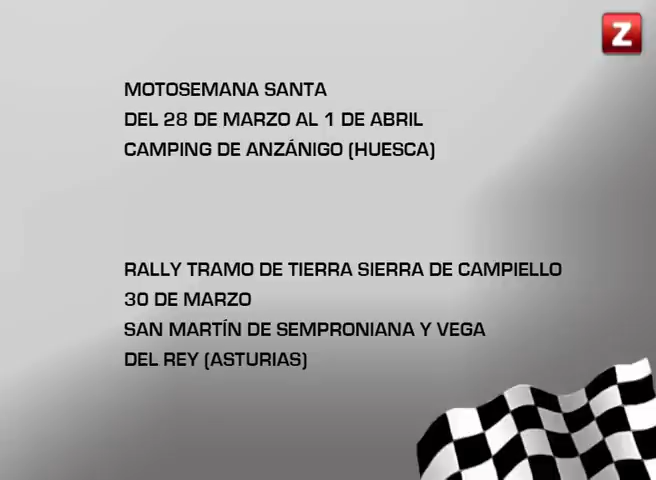 Z
MOTOSEMANA SANTA
DEL 28 DE MARZO AL 1 DE ABRIL
CAMPING DE ANZÁNIGO (HUESCA)
RALLY TRAMO DE TIERRA SIERRA DE CAMPIELLO
30 DE MARZO
SAN MARTÍN DE SEMPRONIANA Y VEGA
DEL REY (ASTURIAS)